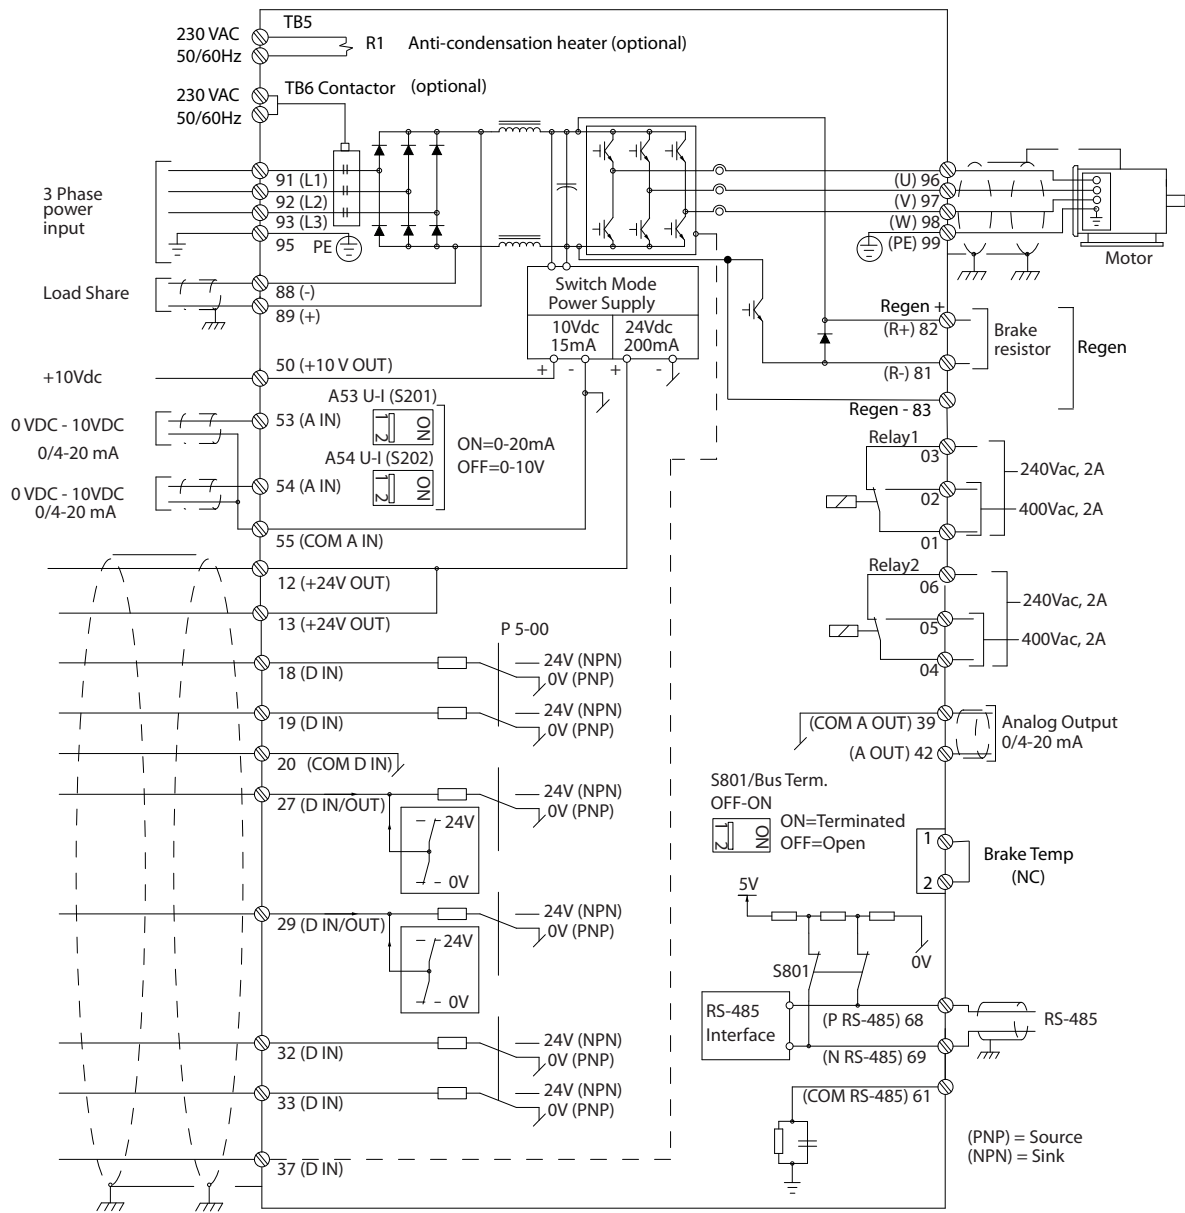 TB5
230 VAC
50/60Hz
R1
Anti-condensation heater (optional)
TB6 Contactor (optional)
230 VAC
50/60Hz
3 Phase
power
input
91 (L1)
92 (L2)
93 (L3)
95
PE
(U) 96
(V) 97
(W) 98
(PE) 99
Motor
Load Share
88 (-)
89 (+)
Switch Mode
Power Supply
10Vdc
15mA
24Vdc
200mA
+
-
+
-
Regen +
(R+) 82
(R-) 81
Regen - 83
Brake
resistor
Regen
+10Vdc
50 (+10 V OUT)
0 VDC - 10VDC
0/4-20 mA
53 (A IN)
A53 U-I (S201)
1 2
ON
A54 U-I (S202)
1 2
ON
ON=0-20mA
OFF=0-10V
0 VDC - 10VDC
0/4-20 mA
54 (A IN)
55 (COM A IN)
12 (+24V OUT)
13 (+24V OUT)
Relay1
03
02
01
240Vac, 2A
400Vac, 2A
Relay2
06
05
04
240Vac, 2A
400Vac, 2A
P 5-00
18 (D IN)
24V (NPN)
0V (PNP)
19 (D IN)
24V (NPN)
0V (PNP)
20 (COM D IN)
27 (D IN/OUT)
24V (NPN)
0V (PNP)
24V
0V
29 (D IN/OUT)
24V (NPN)
0V (PNP)
24V
0V
32 (D IN)
24V (NPN)
0V (PNP)
33 (D IN)
24V (NPN)
0V (PNP)
37 (D IN)
(COM A OUT) 39
(A OUT) 42
Analog Output
0/4-20 mA
S801/Bus Term.
OFF-ON
1 2
ON
ON=Terminated
OFF=Open
1
2
Brake Temp
(NC)
5V
0V
S801
RS-485
Interface
(P RS-485) 68
(N RS-485) 69
RS-485
(COM RS-485) 61
(PNP) = Source
(NPN) = Sink